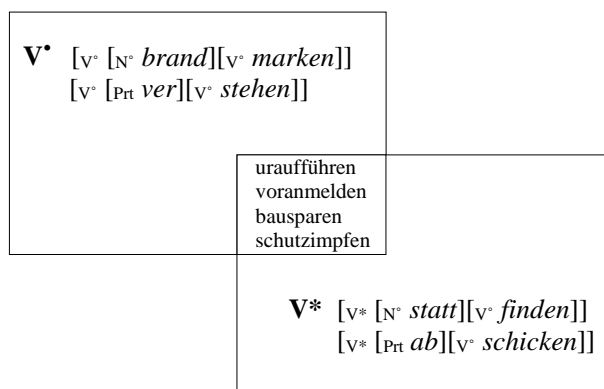 V• [V° [N° brand][V° marken]]
[V° [Prt ver][V° stehen]]
uraufführen
voranmelden
bausparen
schutzimpfen
V* [V* [N° statt][V° finden]]
[V* [Prt ab][V° schicken]]